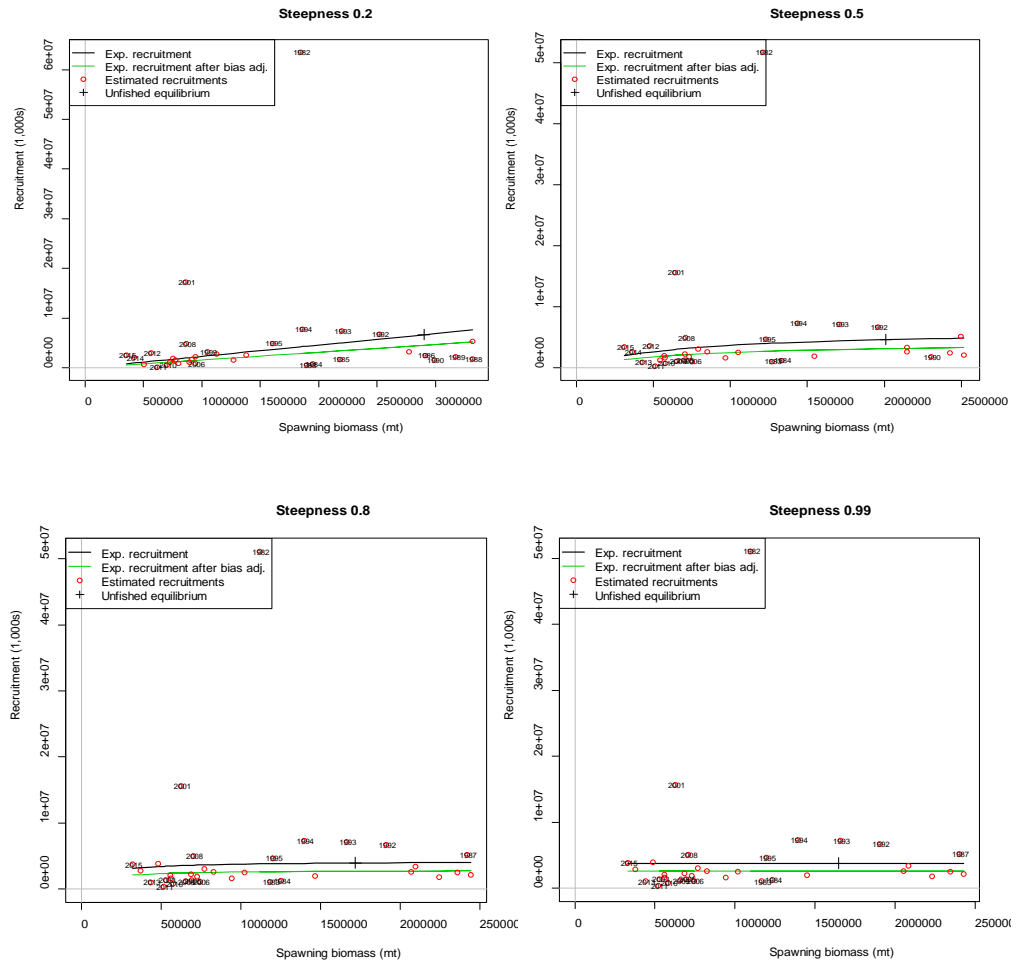 Steepness 0.2
Exp. recruitment
Exp. recruitment after bias adj.
Estimated recruitments
Unfished equilibrium
Recruitment (1,000s)
6e+07
5e+07
4e+07
3e+07
2e+07
1e+07
0e+00
1982
2001
1994
1993
1992
1995
2008
2015
2014
2012
2006
1985
1986
1990
1989
1988
0
500000
1000000
1500000
2000000
2500000
3000000
Spawning biomass (mt)
Steepness 0.5
Exp. recruitment
Exp. recruitment after bias adj.
Estimated recruitments
Unfished equilibrium
Recruitment (1,000s)
5e+07
4e+07
3e+07
2e+07
1e+07
0e+00
1982
2001
1994
1993
1992
1995
2008
2015
2014
2012
2013
1990
0
500000
1000000
1500000
2000000
2500000
Spawning biomass (mt)
Steepness 0.8
Exp. recruitment
Exp. recruitment after bias adj.
Estimated recruitments
Unfished equilibrium
Recruitment (1,000s)
5e+07
4e+07
3e+07
2e+07
1e+07
0e+00
1982
2001
1994
1993
1992
1987
1995
2008
2015
2013
1984
0
500000
1000000
1500000
2000000
250000
Spawning biomass (mt)
Steepness 0.99
Exp. recruitment
Exp. recruitment after bias adj.
Estimated recruitments
Unfished equilibrium
Recruitment (1,000s)
5e+07
4e+07
3e+07
2e+07
1e+07
0e+00
1982
2001
1994
1993
1992
1987
1995
2008
2015
2013
1984
0
500000
1000000
1500000
2000000
2500000
Spawning biomass (mt)